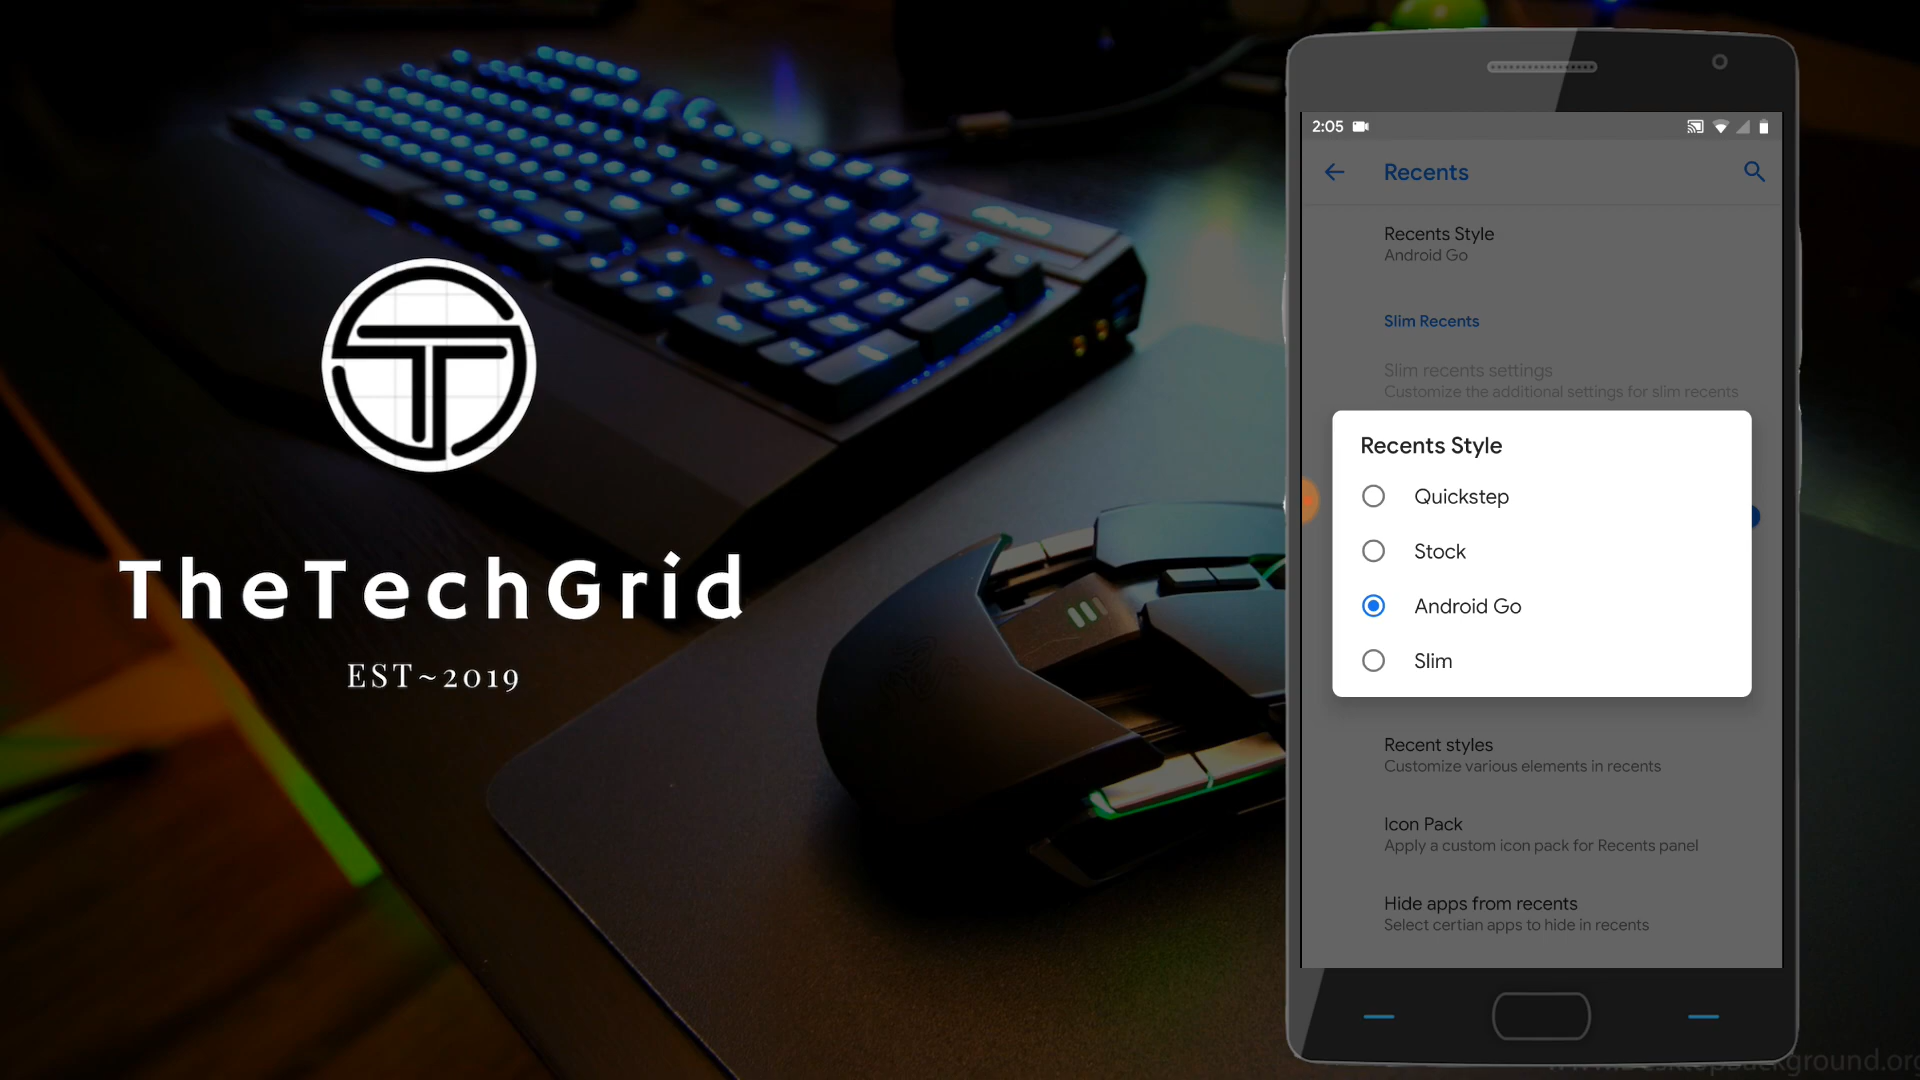 TheTechGrid
EST~2019
2:05
Recents
Recents Style
Android Go
Slim Recents
Slim recents settings
Customize the additional settings for slim recents
Recents Style
Quickstep
Stock
Android Go
Slim
Recent styles
Customize various elements in recents
Icon Pack
Apply a custom icon pack for Recents panel
Hide apps from recents
Select certian apps to hide in recents